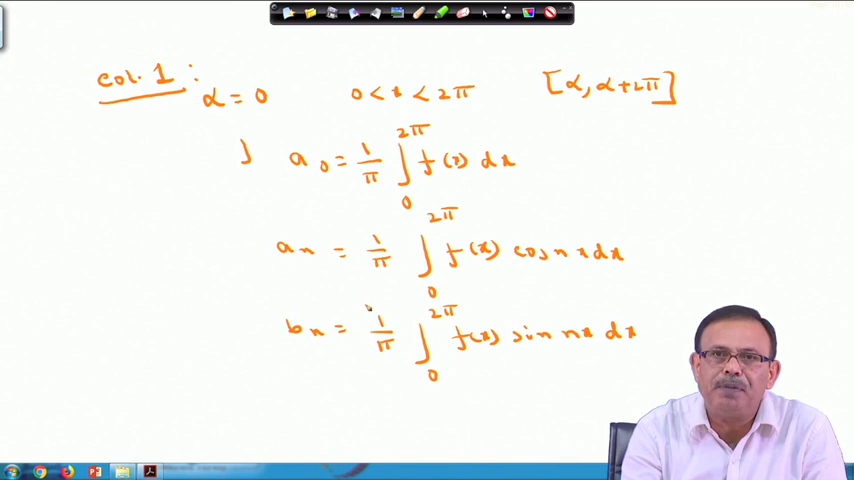 col. 1 :
α = 0 0 < x < 2π [α, α+2π]
a₀ = 1/π ∫₀^2π f(x) dx
aₙ = 1/π ∫₀^2π f(x) cos nx dx
bₙ = 1/π ∫₀^2π f(x) sin nx dx